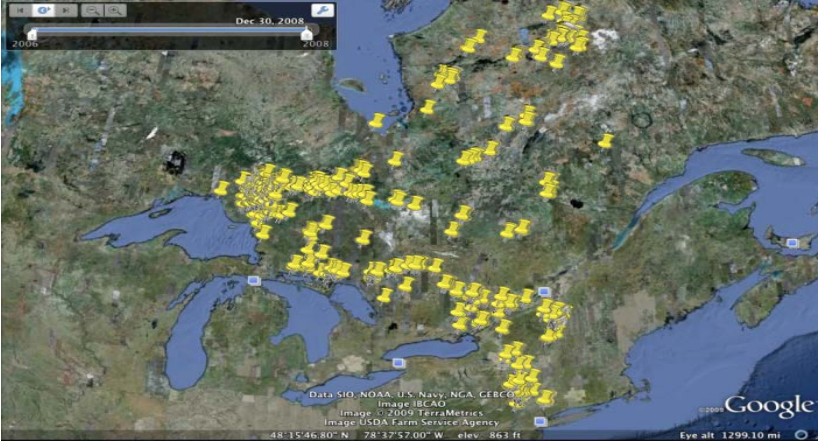 Dec 30, 2008
2006
2008
Data SIO, NOAA, U.S. Navy, NGA, GEBCO
Image IBCAO
Image © 2009 TerraMetrics
Image USDA Farm Service Agency
©2009 Google
48°15'46.80" N 78°37'57.00" W elev 863 ft
Eye alt 1299.10 mi